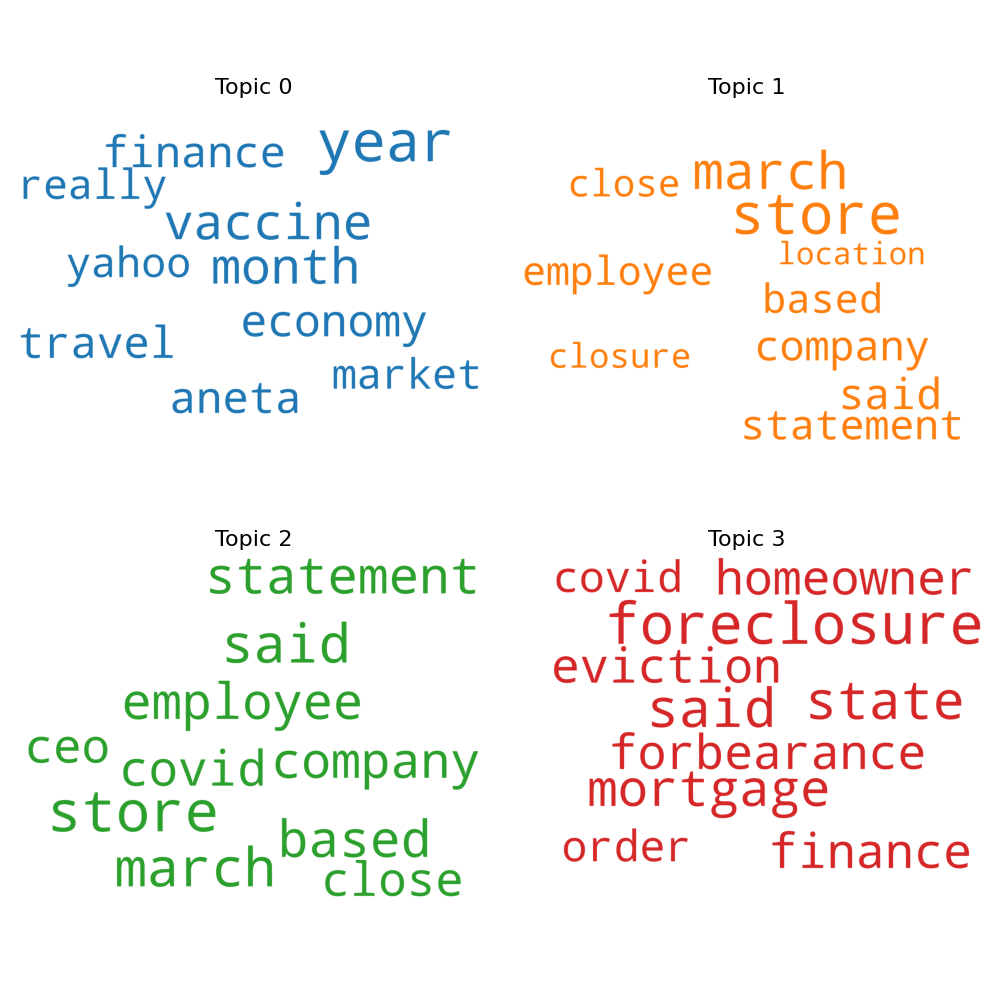 Topic 0
finance
year
really
vaccine
yahoo
month
economy
travel
market
aneta
Topic 1
march
close
store
location
employee
based
company
closure
said
statement
Topic 2
statement
said
employee
ceo
covid
company
store
based
march
close
Topic 3
covid
homeowner
foreclosure
eviction
said
state
forbearance
mortgage
order
finance